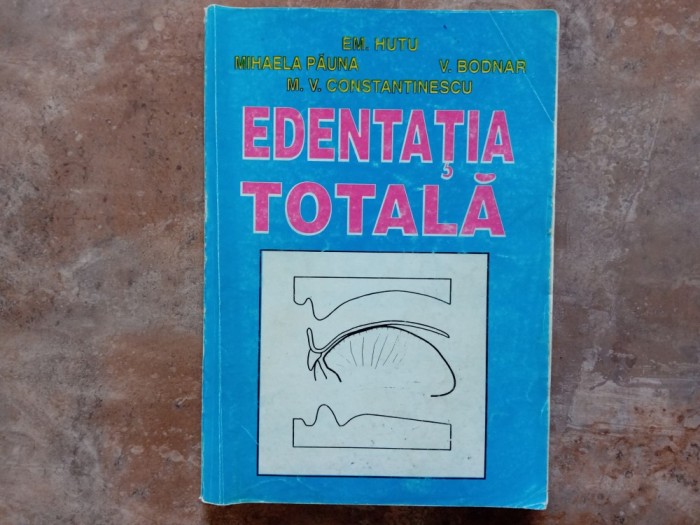 EM. HUTU
MIHAELA PĂUNA V. BODNAR
M. V. CONSTANTINESCU
EDENTAȚIA
TOTALĂ